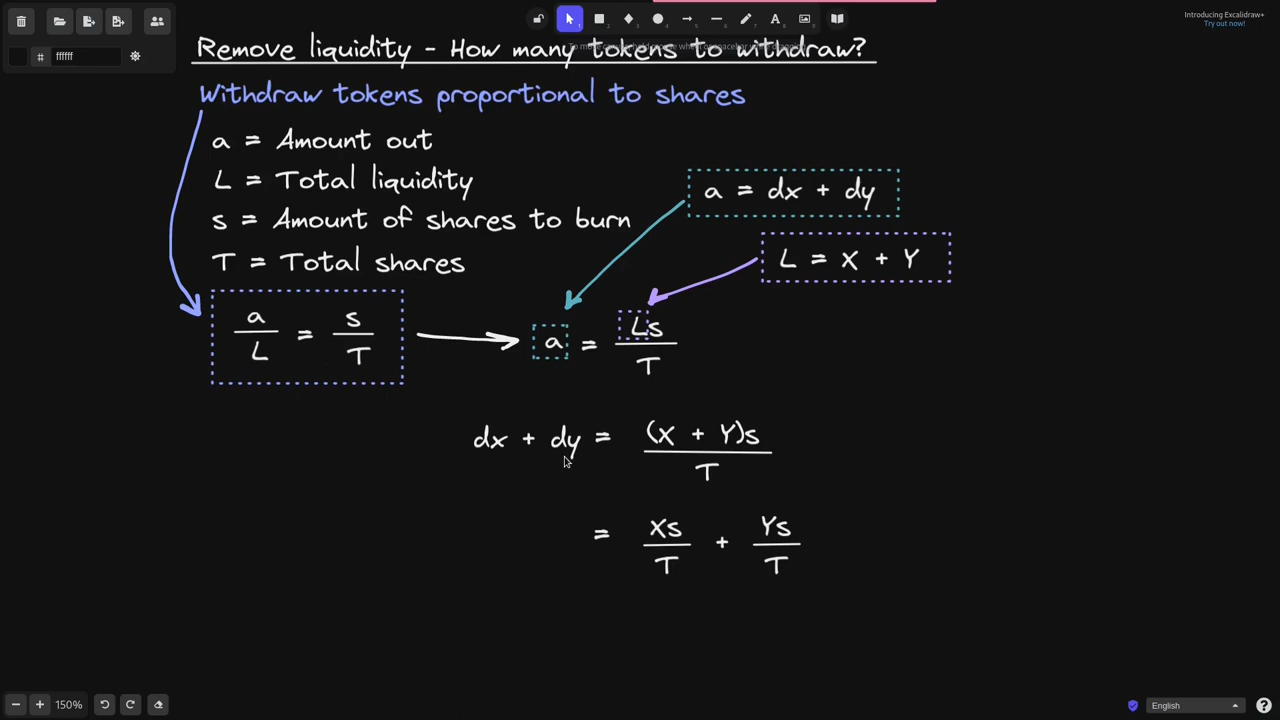 Introducing Excalidraw+
Try out now!
# ffffff
Remove liquidity - How many tokens to withdraw?
Withdraw tokens proportional to shares
a = Amount out
L = Total liquidity
s = Amount of shares to burn
T = Total shares
a = dx + dy
L = X + Y
a/L = s/T
a = Ls/T
dx + dy = (X + Y)s/T
= Xs/T + Ys/T
150%
English